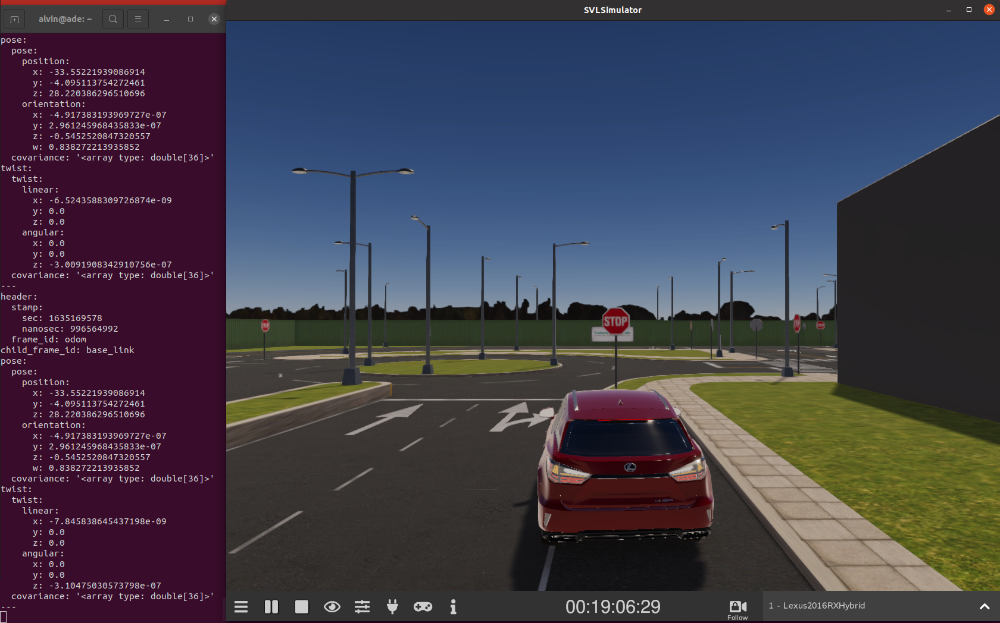 alvin@ade: ~
pose:
pose:
position:
x: -33.55221939086914
y: -4.095113754272461
z: 28.220386296510696
orientation:
x: -4.917383193969727e-07
y: 2.961245968435833e-07
z: -0.5452520847320557
w: 0.838272213935852
covariance: '<array type: double[36]>'
twist:
twist:
linear:
x: -6.5243588309726874e-09
y: 0.0
z: 0.0
angular:
x: 0.0
y: 0.0
z: -3.0091908342910756e-07
covariance: '<array type: double[36]>'
---
header:
stamp:
sec: 1635169578
nanosec: 996564992
frame_id: odom
child_frame_id: base_link
pose:
pose:
position:
x: -33.55221939086914
y: -4.095113754272461
z: 28.220386296510696
orientation:
x: -4.917383193969727e-07
y: 2.961245968435833e-07
z: -0.5452520847320557
w: 0.838272213935852
covariance: '<array type: double[36]>'
twist:
twist:
linear:
x: -7.845838645437198e-09
y: 0.0
z: 0.0
angular:
x: 0.0
y: 0.0
z: -3.10475030573798e-07
covariance: '<array type: double[36]>'
---
SVLSimulator
STOP
00:19:06:29
Follow
1 - Lexus2016RXHybrid